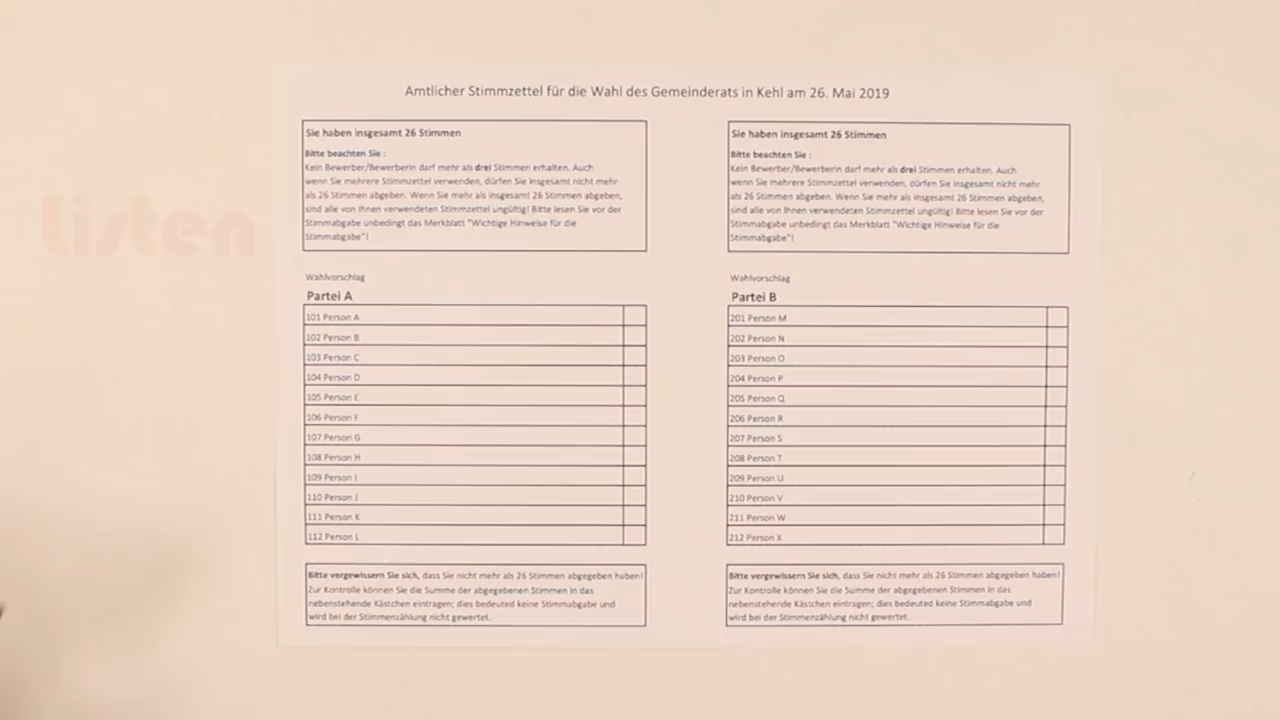 Amtlicher Stimmzettel für die Wahl des Gemeinderats in Kehl am 26. Mai 2019
Listen
Sie haben insgesamt 26 Stimmen
Bitte beachten Sie :
Kein Bewerber/Bewerberin darf mehr als drei Stimmen erhalten. Auch
wenn Sie mehrere Stimmzettel verwenden, dürfen Sie insgesamt nicht mehr
als 26 Stimmen abgeben. Wenn Sie mehr als insgesamt 26 Stimmen abgeben,
sind alle von Ihnen verwendeten Stimmzettel ungültig! Bitte lesen Sie vor der
Stimmabgabe unbedingt das Merkblatt "Wichtige Hinweise für die
Stimmabgabe"!
Wahlvorschlag
Partei A
101 Person A
102 Person B
103 Person C
104 Person D
105 Person E
106 Person F
107 Person G
108 Person H
109 Person I
110 Person J
111 Person K
112 Person L
Bitte vergewissern Sie sich, dass Sie nicht mehr als 26 Stimmen abgegeben haben!
Zur Kontrolle können Sie die Summe der abgegebenen Stimmen in das
nebenstehende Kästchen eintragen; dies bedeuted keine Stimmabgabe und
wird bei der Stimmenzählung nicht gewertet.
Sie haben insgesamt 26 Stimmen
Bitte beachten Sie :
Kein Bewerber/Bewerberin darf mehr als drei Stimmen erhalten. Auch
wenn Sie mehrere Stimmzettel verwenden, dürfen Sie insgesamt nicht mehr
als 26 Stimmen abgeben. Wenn Sie mehr als insgesamt 26 Stimmen abgeben,
sind alle von Ihnen verwendeten Stimmzettel ungültig! Bitte lesen Sie vor der
Stimmabgabe unbedingt das Merkblatt "Wichtige Hinweise für die
Stimmabgabe"!
Wahlvorschlag
Partei B
201 Person M
202 Person N
203 Person O
204 Person P
205 Person Q
206 Person R
207 Person S
208 Person T
209 Person U
210 Person V
211 Person W
212 Person X
Bitte vergewissern Sie sich, dass Sie nicht mehr als 26 Stimmen abgegeben haben!
Zur Kontrolle können Sie die Summe der abgegebenen Stimmen in das
nebenstehende Kästchen eintragen; dies bedeuted keine Stimmabgabe und
wird bei der Stimmenzählung nicht gewertet.